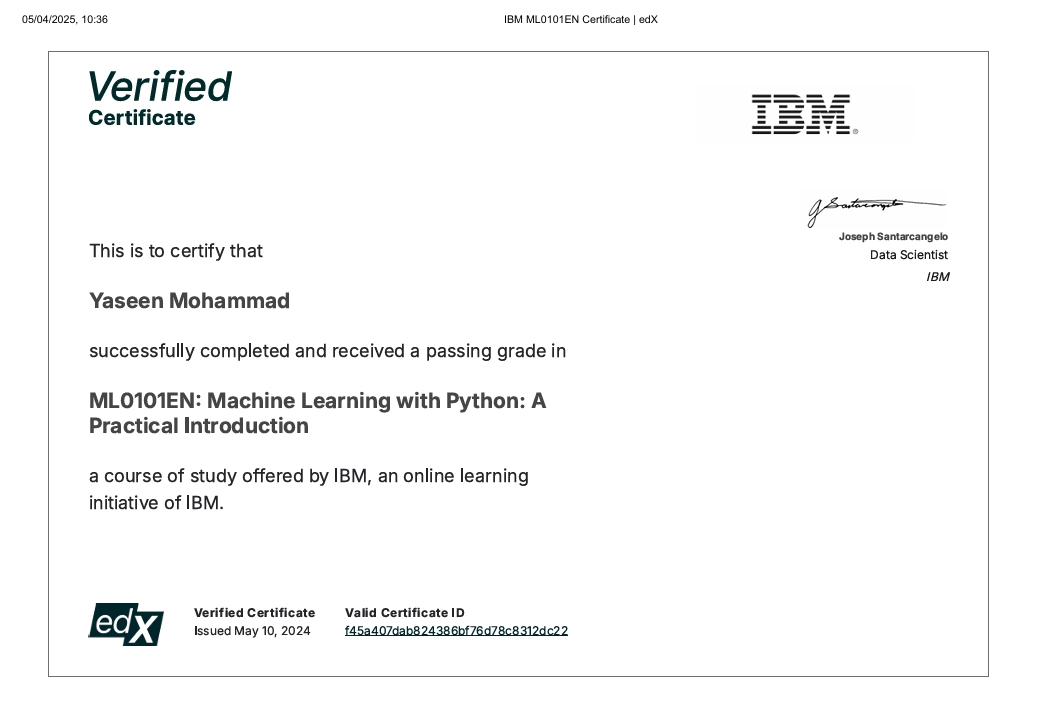 05/04/2025, 10:36
IBM ML0101EN Certificate | edX
Verified
Certificate
IBM®
J Santarcangelo
Joseph Santarcangelo
Data Scientist
IBM
This is to certify that
Yaseen Mohammad
successfully completed and received a passing grade in
ML0101EN: Machine Learning with Python: A
Practical Introduction
a course of study offered by IBM, an online learning
initiative of IBM.
edX
Verified Certificate
Issued May 10, 2024
Valid Certificate ID
f45a407dab824386bf76d78c8312dc22